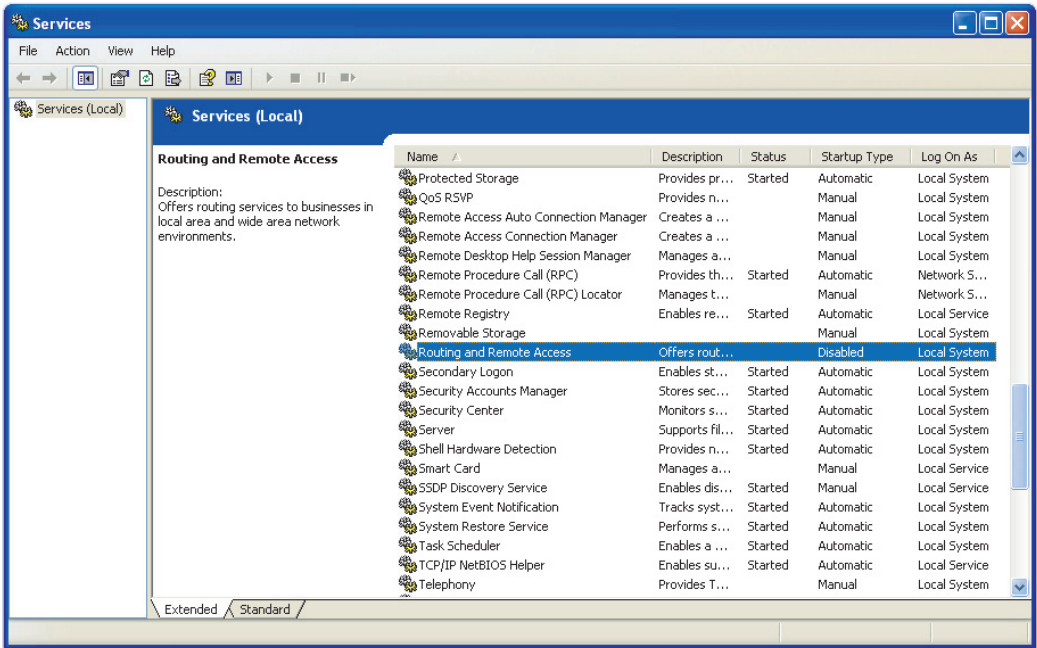 Services
File Action View Help
Services (Local)
Services (Local)
Routing and Remote Access
Description:
Offers routing services to businesses in
local area and wide area network
environments.
Name Description Status Startup Type Log On As
Protected Storage Provides pr... Started Automatic Local System
QoS RSVP Provides n... Manual Local System
Remote Access Auto Connection Manager Creates a ... Manual Local System
Remote Access Connection Manager Creates a ... Manual Local System
Remote Desktop Help Session Manager Manages a... Manual Local System
Remote Procedure Call (RPC) Provides th... Started Automatic Network S...
Remote Procedure Call (RPC) Locator Manages t... Manual Network S...
Remote Registry Enables re... Started Automatic Local Service
Removable Storage Manual Local System
Routing and Remote Access Offers rout... Disabled Local System
Secondary Logon Enables st... Started Automatic Local System
Security Accounts Manager Stores sec... Started Automatic Local System
Security Center Monitors s... Started Automatic Local System
Server Supports fil... Started Automatic Local System
Shell Hardware Detection Provides n... Started Automatic Local System
Smart Card Manages a... Manual Local Service
SSDP Discovery Service Enables dis... Started Manual Local Service
System Event Notification Tracks syst... Started Automatic Local System
System Restore Service Performs s... Started Automatic Local System
Task Scheduler Enables a ... Started Automatic Local System
TCP/IP NetBIOS Helper Enables su... Started Automatic Local Service
Telephony Provides T... Manual Local System
Extended Standard